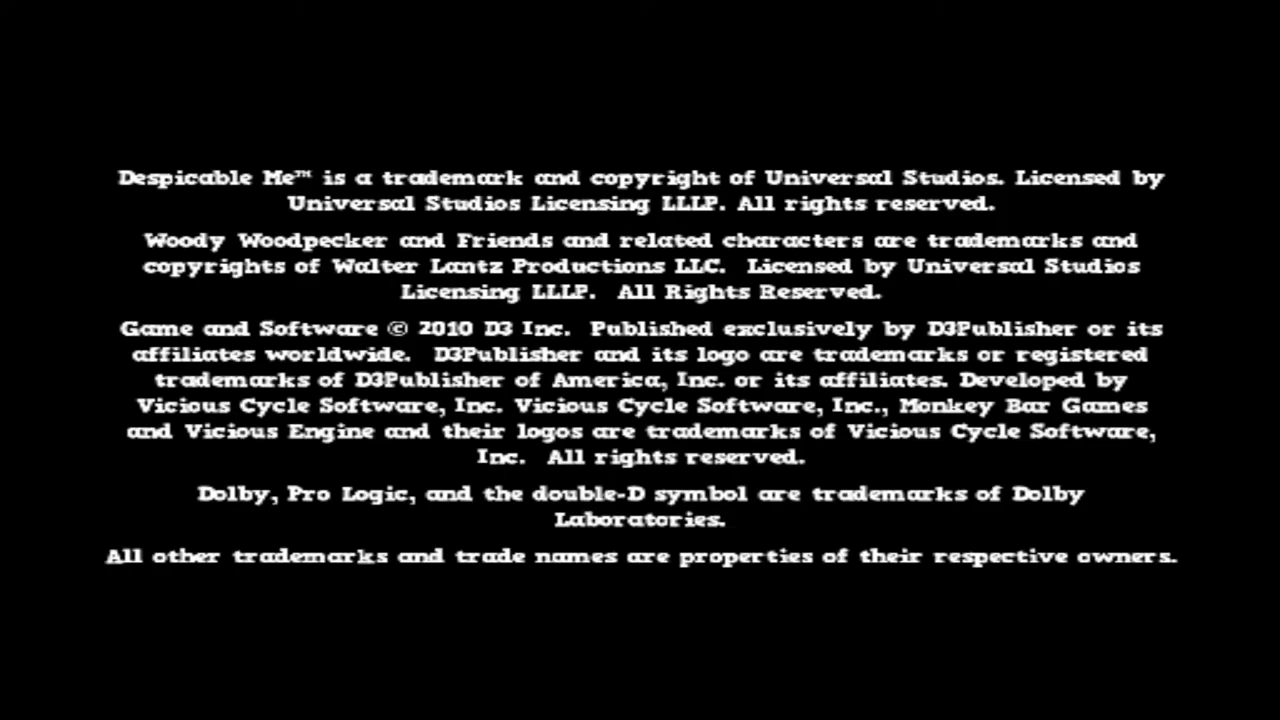 Despicable Me™ is a trademark and copyright of Universal Studios. Licensed by
Universal Studios Licensing LLLP. All rights reserved.
Woody Woodpecker and Friends and related characters are trademarks and
copyrights of Walter Lantz Productions LLC.  Licensed by Universal Studios
Licensing LLLP.  All Rights Reserved.
Game and Software © 2010 D3 Inc.  Published exclusively by D3Publisher or its
affiliates worldwide.  D3Publisher and its logo are trademarks or registered
trademarks of D3Publisher of America, Inc. or its affiliates. Developed by
Vicious Cycle Software, Inc. Vicious Cycle Software, Inc., Monkey Bar Games
and Vicious Engine and their logos are trademarks of Vicious Cycle Software,
Inc.  All rights reserved.
Dolby, Pro Logic, and the double-D symbol are trademarks of Dolby
Laboratories.
All other trademarks and trade names are properties of their respective owners.